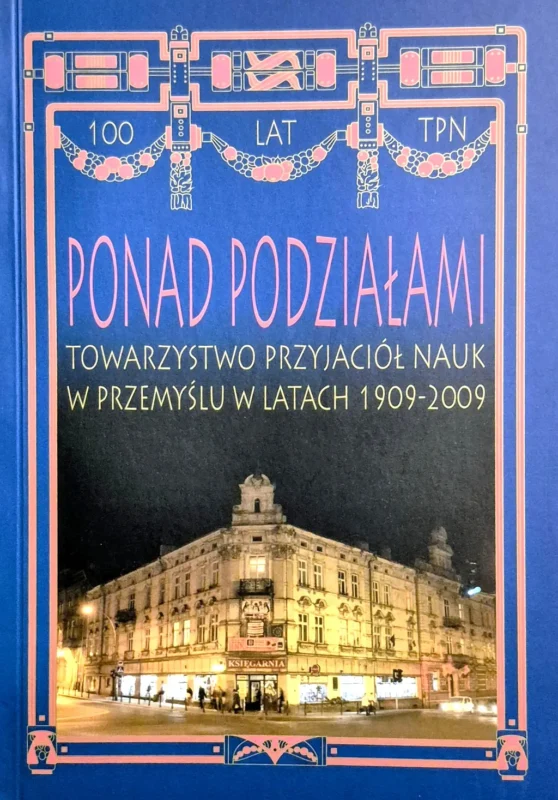 100 LAT TPN
PONAD PODZIAŁAMI
TOWARZYSTWO PRZYJACIÓŁ NAUK
W PRZEMYŚLU W LATACH 1909-2009
KSIĘGARNIA